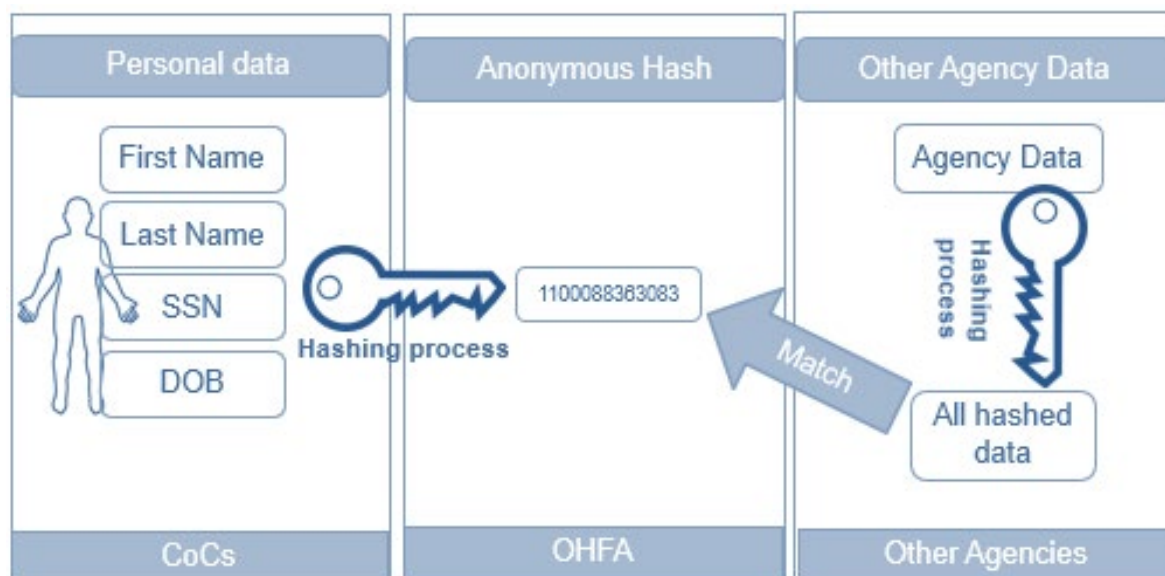 Personal data
First Name
Last Name
SSN
DOB
Hashing process
CoCs
Anonymous Hash
1100088363083
OHFA
Other Agency Data
Agency Data
Hashing
process
Match
All hashed
data
Other Agencies